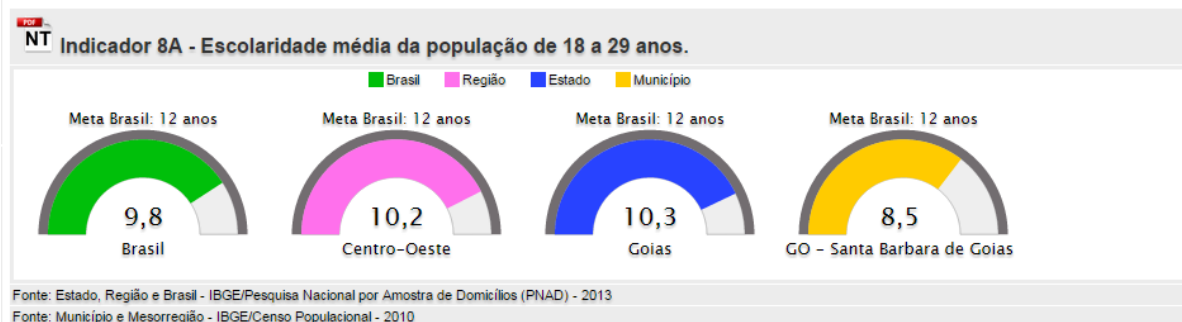 PDF
NT
Indicador 8A - Escolaridade média da população de 18 a 29 anos.
Brasil Região Estado Município
Meta Brasil: 12 anos Meta Brasil: 12 anos Meta Brasil: 12 anos Meta Brasil: 12 anos
9,8 10,2 10,3 8,5
Brasil Centro-Oeste Goias GO - Santa Barbara de Goias
Fonte: Estado, Região e Brasil - IBGE/Pesquisa Nacional por Amostra de Domicílios (PNAD) - 2013
Fonte: Município e Mesorregião - IBGE/Censo Populacional - 2010